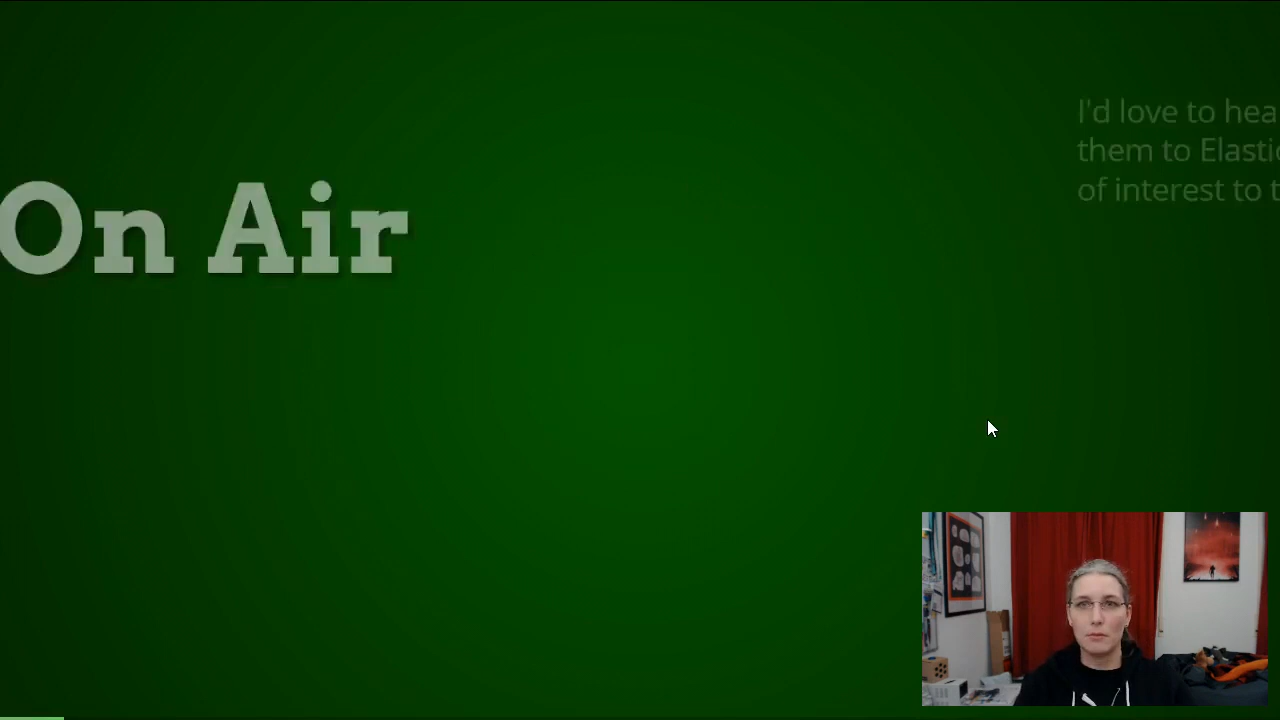 On Air
I'd love to hea
them to Elastic
of interest to t